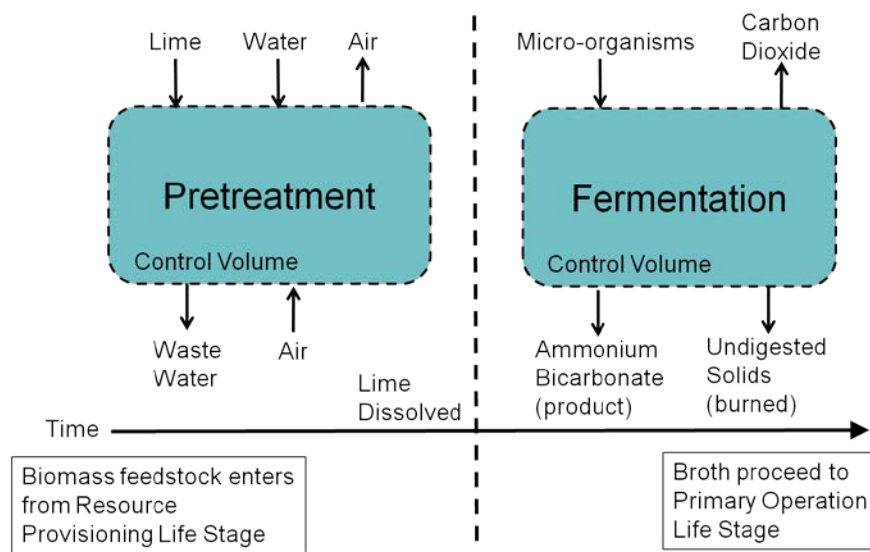 Lime
Water
Air
Pretreatment
Control Volume
Waste
Water
Air
Lime
Dissolved
Micro-organisms
Carbon
Dioxide
Fermentation
Control Volume
Ammonium
Bicarbonate
(product)
Undigested
Solids
(burned)
Time
Biomass feedstock enters
from Resource
Provisioning Life Stage
Broth proceed to
Primary Operation
Life Stage